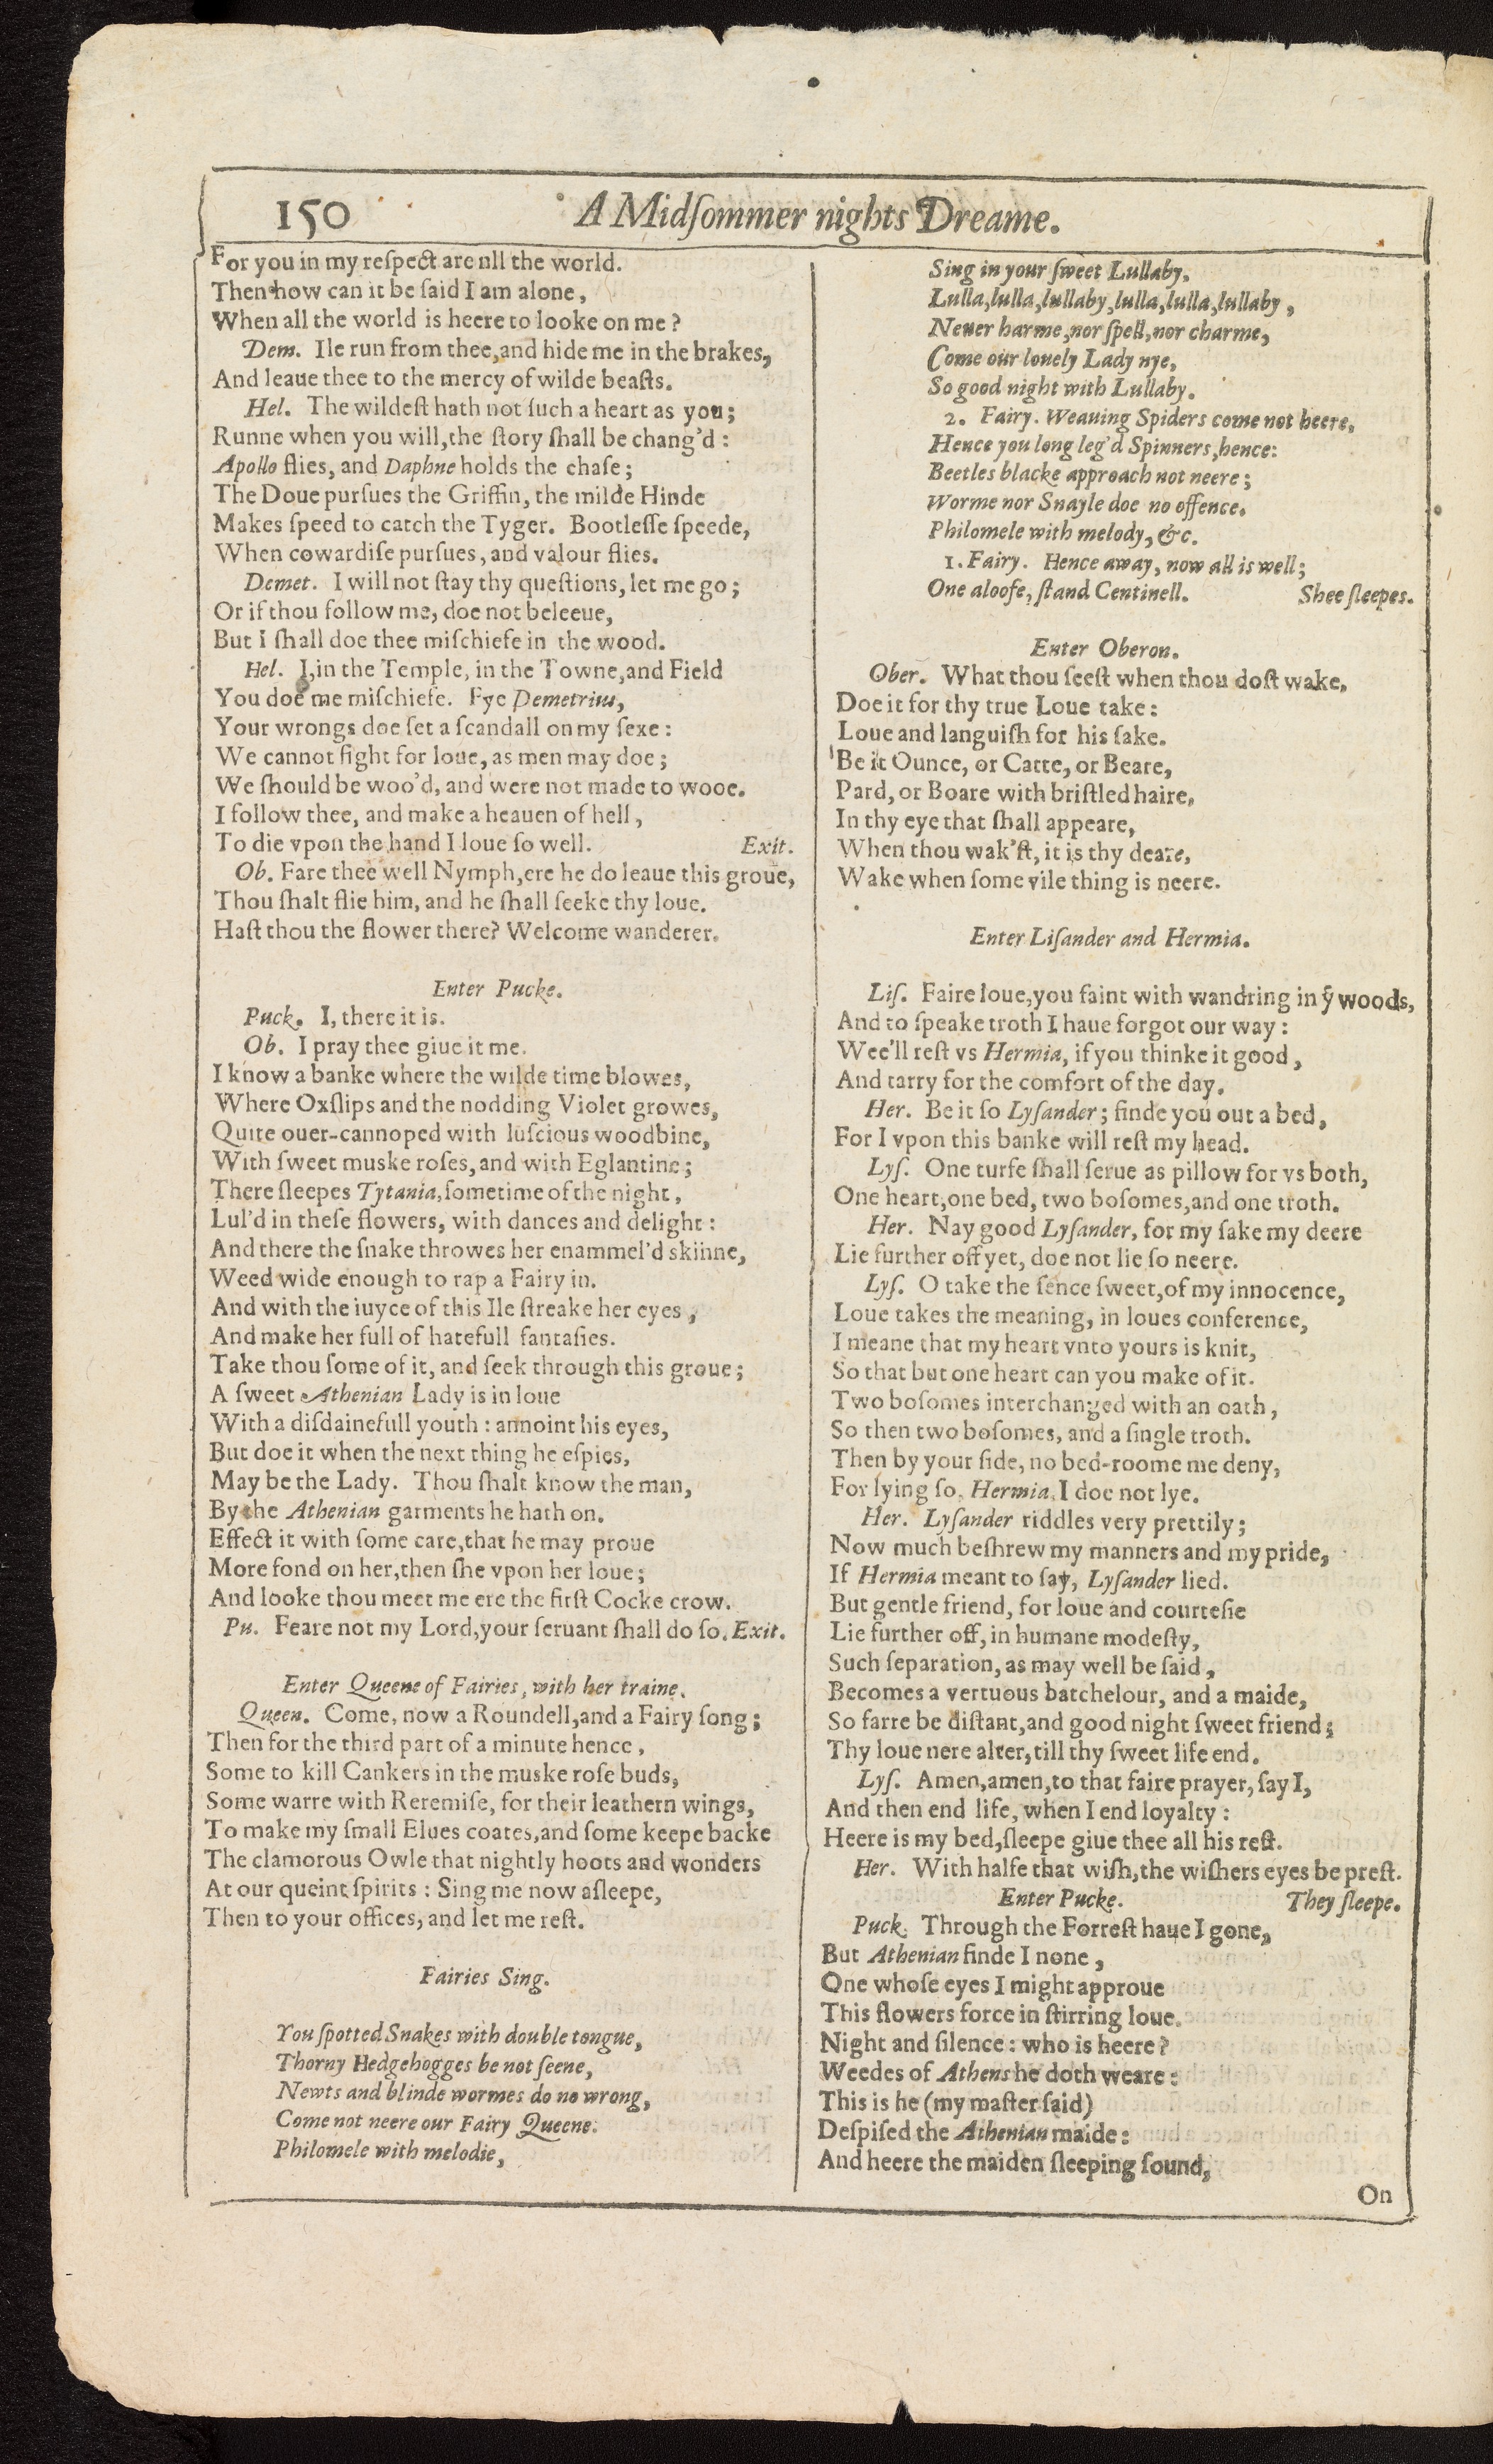 150
A Midſommer nights Dreame.
For you in my reſpect are nll the world.
Then how can it be ſaid I am alone,
When all the world is heere to looke on me?
Dem. Ile run from thee,and hide me in the brakes,
And leaue thee to the mercy of wilde beaſts.
Hel. The wildeſt hath not ſuch a heart as you;
Runne when you will,the ſtory ſhall be chang'd:
Apollo flies, and Daphne holds the chaſe;
The Doue purſues the Griffin, the milde Hinde
Makes ſpeed to catch the Tyger. Bootleſſe ſpeede,
When cowardiſe purſues, and valour flies.
Demet. I will not ſtay thy queſtions, let me go;
Or if thou follow me, doe not beleeue,
But I ſhall doe thee miſchiefe in the wood.
Hel. I,in the Temple, in the Towne,and Field
You doe me miſchiefe. Fye Demetrius,
Your wrongs doe ſet a ſcandall on my ſexe:
We cannot fight for loue, as men may doe;
We ſhould be woo'd, and were not made to wooe.
I follow thee, and make a heauen of hell,
To die vpon the hand I loue ſo well. Exit.
Ob. Fare thee well Nymph,ere he do leaue this groue,
Thou ſhalt flie him, and he ſhall ſeeke thy loue.
Haſt thou the flower there? Welcome wanderer.
Enter Pucke.
Puck. I, there it is.
Ob. I pray thee giue it me.
I know a banke where the wilde time blowes,
Where Oxſlips and the nodding Violet growes,
Quite ouer-cannoped with luſcious woodbine,
With ſweet muske roſes,and with Eglantine;
There ſleepes Tytania,ſometime of the night,
Lul'd in theſe flowers, with dances and delight:
And there the ſnake throwes her enammel'd skinne,
Weed wide enough to rap a Fairy in.
And with the iuyce of this Ile ſtreake her eyes,
And make her full of hatefull fantaſies.
Take thou ſome of it, and ſeek through this groue;
A ſweet Athenian Lady is in loue
With a diſdainefull youth: annoint his eyes,
But doe it when the next thing he eſpies,
May be the Lady. Thou ſhalt know the man,
By the Athenian garments he hath on.
Effect it with ſome care,that he may proue
More fond on her,then ſhe vpon her loue;
And looke thou meet me ere the firſt Cocke crow.
Pu. Feare not my Lord,your ſeruant ſhall do ſo. Exit.
Enter Queene of Fairies, with her traine.
Queen. Come, now a Roundell,and a Fairy ſong;
Then for the third part of a minute hence,
Some to kill Cankers in the muske roſe buds,
Some warre with Reremiſe, for their leathern wings,
To make my ſmall Elues coates,and ſome keepe backe
The clamorous Owle that nightly hoots and wonders
At our queint ſpirits: Sing me now aſleepe,
Then to your offices, and let me reſt.
Fairies Sing.
You ſpotted Snakes with double tongue,
Thorny Hedgehogges be not ſeene,
Newts and blinde wormes do no wrong,
Come not neere our Fairy Queene.
Philomele with melodie,
Sing in your ſweet Lullaby.
Lulla,lulla,lullaby,lulla,lulla,lullaby,
Neuer harme,nor ſpell,nor charme,
Come our louely Lady nye,
So good night with Lullaby.
2. Fairy. Weauing Spiders come not heere,
Hence you long leg'd Spinners,hence:
Beetles blacke approach not neere;
Worme nor Snayle doe no offence.
Philomele with melody, &c.
1. Fairy. Hence away, now all is well;
One aloofe, ſtand Centinell. Shee ſleepes.
Enter Oberon.
Ober. What thou ſeeſt when thou doſt wake,
Doe it for thy true Loue take:
Loue and languiſh for his ſake.
Be it Ounce, or Catte, or Beare,
Pard, or Boare with briſtled haire,
In thy eye that ſhall appeare,
When thou wak'ſt, it is thy deare,
Wake when ſome vile thing is neere.
Enter Liſander and Hermia.
Liſ. Faire loue,you faint with wandring in yͤ woods,
And to ſpeake troth I haue forgot our way:
Wee'll reſt vs Hermia, if you thinke it good,
And tarry for the comfort of the day.
Her. Be it ſo Lyſander; finde you out a bed,
For I vpon this banke will reſt my head.
Lyſ. One turfe ſhall ſerue as pillow for vs both,
One heart,one bed, two boſomes,and one troth.
Her. Nay good Lyſander, for my ſake my deere
Lie further off yet, doe not lie ſo neere.
Lyſ. O take the ſence ſweet,of my innocence,
Loue takes the meaning, in loues conference,
I meane that my heart vnto yours is knit,
So that but one heart can you make of it.
Two boſomes interchanged with an oath,
So then two boſomes, and a ſingle troth.
Then by your ſide, no bed-roome me deny,
For lying ſo, Hermia, I doe not lye.
Her. Lyſander riddles very prettily;
Now much beſhrew my manners and my pride,
If Hermia meant to ſay, Lyſander lied.
But gentle friend, for loue and courteſie
Lie further off, in humane modeſty,
Such ſeparation, as may well be ſaid,
Becomes a vertuous batchelour, and a maide,
So farre be diſtant,and good night ſweet friend;
Thy loue nere alter,till thy ſweet life end.
Lyſ. Amen,amen,to that faire prayer, ſay I,
And then end life, when I end loyalty:
Heere is my bed,ſleepe giue thee all his reſt.
Her. With halfe that wiſh,the wiſhers eyes be preſt.
Enter Pucke. They ſleepe.
Puck. Through the Forreſt haue I gone,
But Athenian finde I none,
One whoſe eyes I might approue
This flowers force in ſtirring loue.
Night and ſilence: who is heere?
Weedes of Athens he doth weare:
This is he (my maſter ſaid)
Deſpiſed the Athenian maide:
And heere the maiden ſleeping ſound,
On